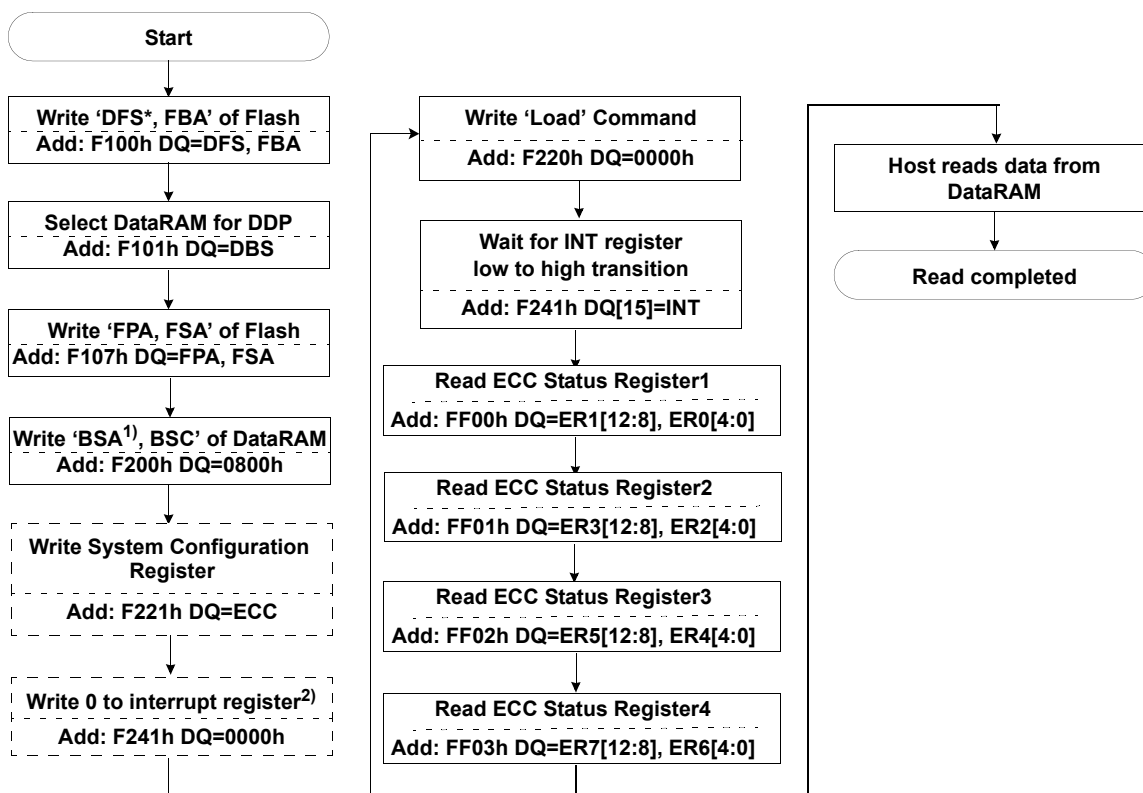 Start
Write ‘DFS*, FBA’ of Flash
Add: F100h DQ=DFS, FBA
Select DataRAM for DDP
Add: F101h DQ=DBS
Write ‘FPA, FSA’ of Flash
Add: F107h DQ=FPA, FSA
Write ‘BSA1), BSC’ of DataRAM
Add: F200h DQ=0800h
Write System Configuration
Register
Add: F221h DQ=ECC
Write 0 to interrupt register2)
Add: F241h DQ=0000h
Write ‘Load’ Command
Add: F220h DQ=0000h
Wait for INT register
low to high transition
Add: F241h DQ[15]=INT
Read ECC Status Register1
Add: FF00h DQ=ER1[12:8], ER0[4:0]
Read ECC Status Register2
Add: FF01h DQ=ER3[12:8], ER2[4:0]
Read ECC Status Register3
Add: FF02h DQ=ER5[12:8], ER4[4:0]
Read ECC Status Register4
Add: FF03h DQ=ER7[12:8], ER6[4:0]
Host reads data from
DataRAM
Read completed